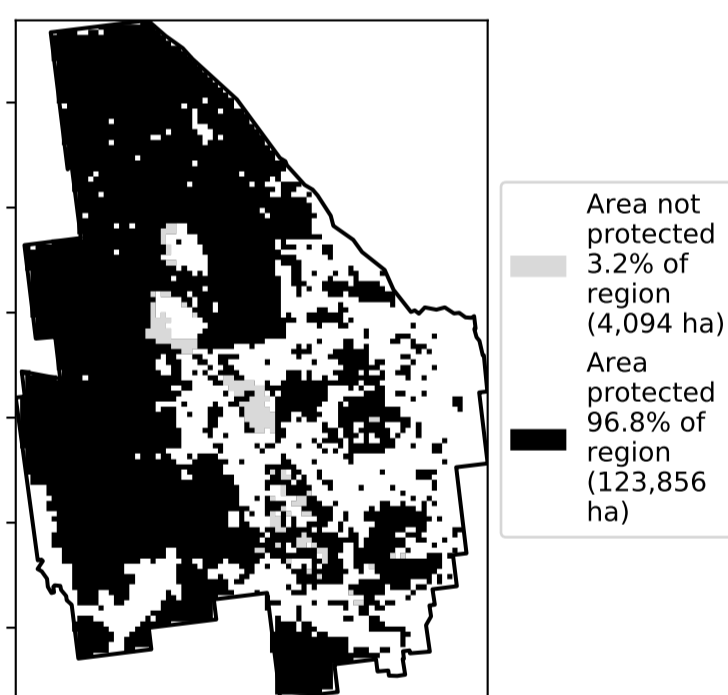 Area not
protected
3.2% of
region
(4,094 ha)
Area
protected
96.8% of
region
(123,856
ha)